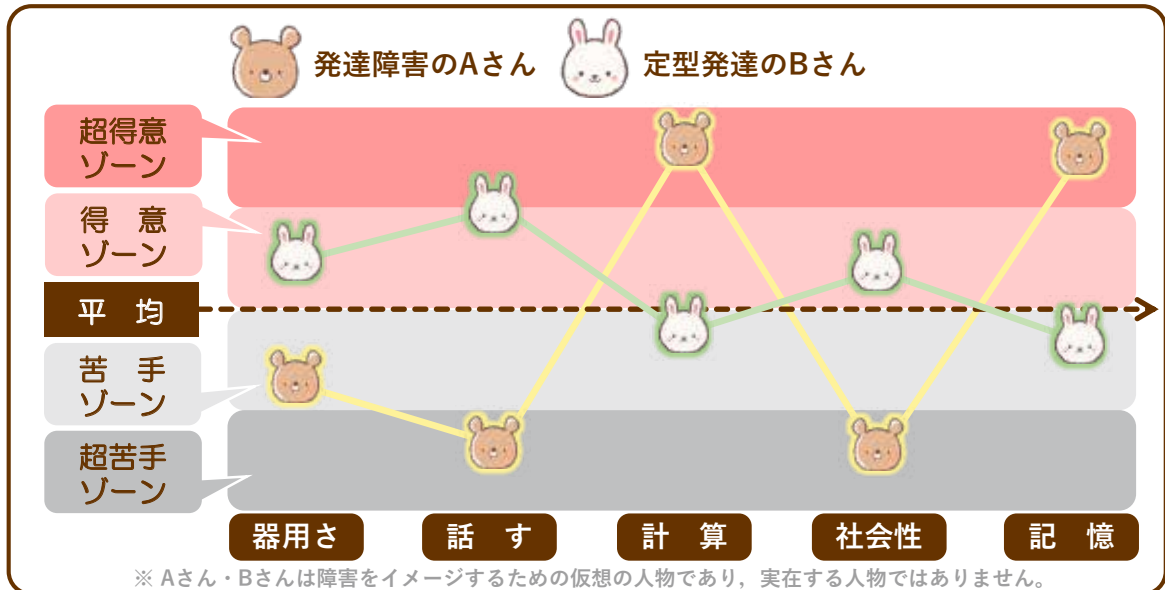 発達障害のAさん
定型発達のBさん
超得意
ゾーン
得　意
ゾーン
平　均
苦　手
ゾーン
超苦手
ゾーン
器用さ
話　す
計　算
社会性
記　憶
※ Aさん・Bさんは障害をイメージするための仮想の人物であり，実在する人物ではありません。